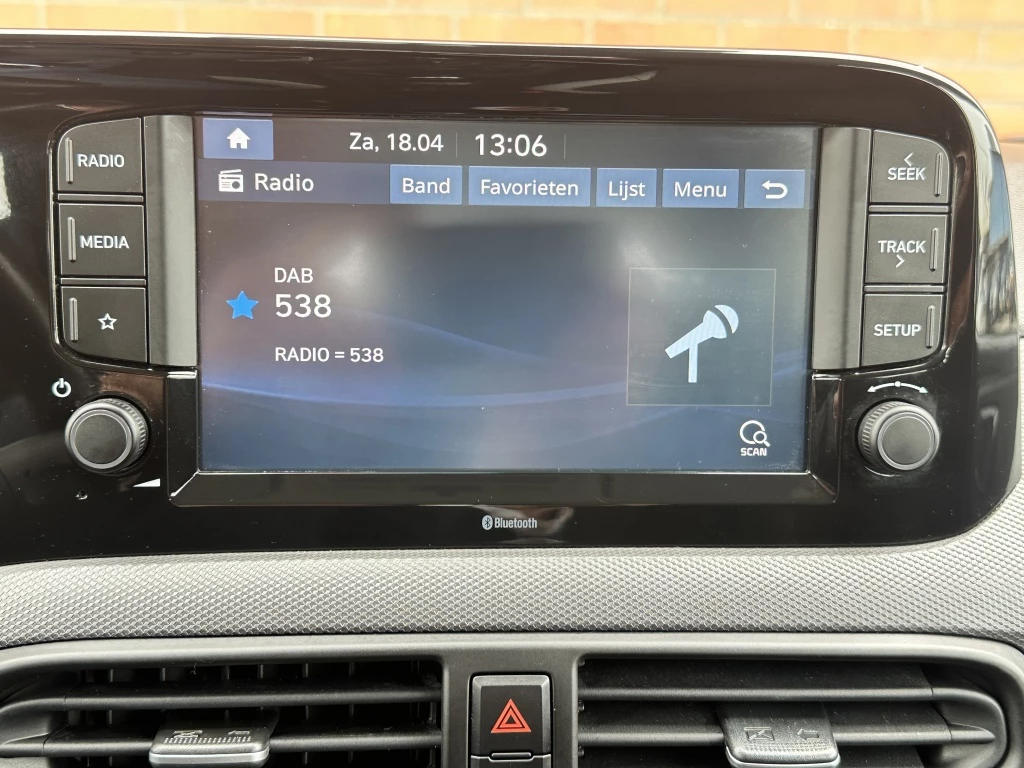 RADIO
MEDIA
Za, 18.04 13:06
Radio Band Favorieten Lijst Menu
DAB
538
RADIO = 538
SCAN
< SEEK
TRACK >
SETUP
Bluetooth